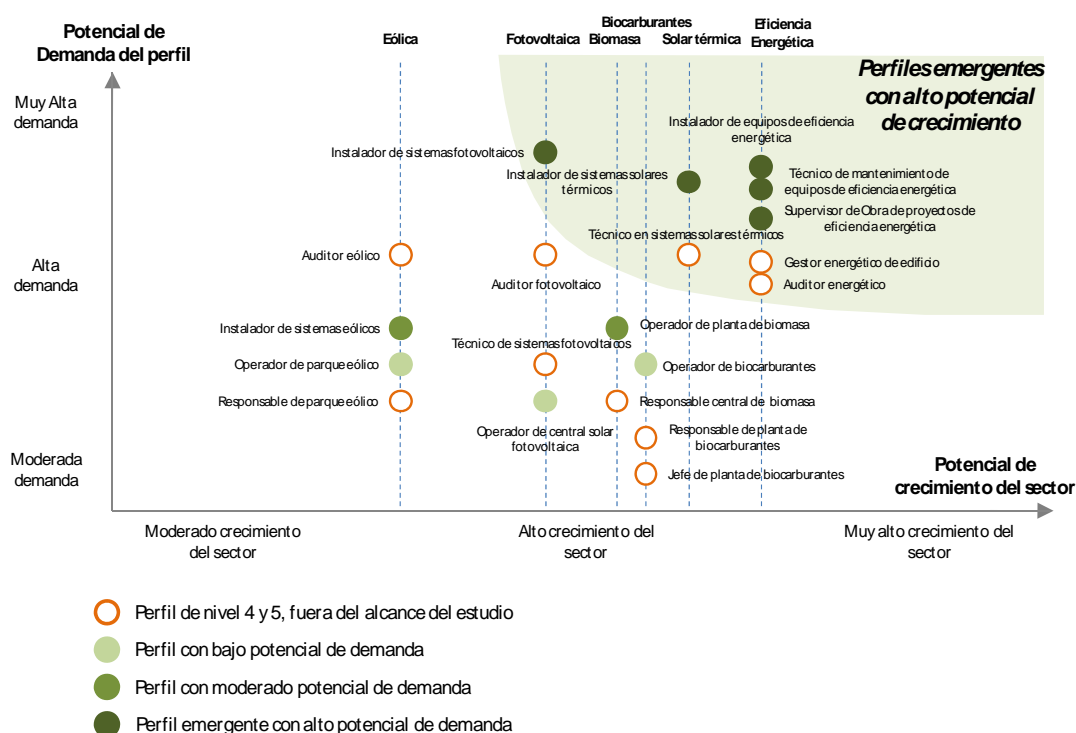 Potencial de
Demanda del perfil
Eólica
Fotovoltaica
Biocarburantes
Biomasa
Solar térmica
Eficiencia
Energética
Perfiles emergentes
con alto potencial
de crecimiento
Muy Alta
demanda
Instalador de equipos de eficiencia
energética
Instalador de sistemas fotovoltaicos
Instalador de sistemas solares
térmicos
Técnico de mantenimiento de
equipos de eficiencia energética
Supervisor de Obra de proyectos de
eficiencia energética
Técnico en sistemas solares térmicos
Alta
demanda
Auditor eólico
Auditor fotovoltaico
Gestor energético de edificio
Auditor energético
Instalador de sistemas eólicos
Operador de planta de biomasa
Técnico de sistemas fotovoltaicos
Operador de parque eólico
Operador de biocarburantes
Responsable de parque eólico
Responsable central de biomasa
Operador de central solar
fotovoltaica
Responsable de planta de
biocarburantes
Jefe de planta de biocarburantes
Moderada
demanda
Potencial de
crecimiento del sector
Moderado crecimiento
del sector
Alto crecimiento del
sector
Muy alto crecimiento del
sector
Perfil de nivel 4 y 5, fuera del alcance del estudio
Perfil con bajo potencial de demanda
Perfil con moderado potencial de demanda
Perfil emergente con alto potencial de demanda